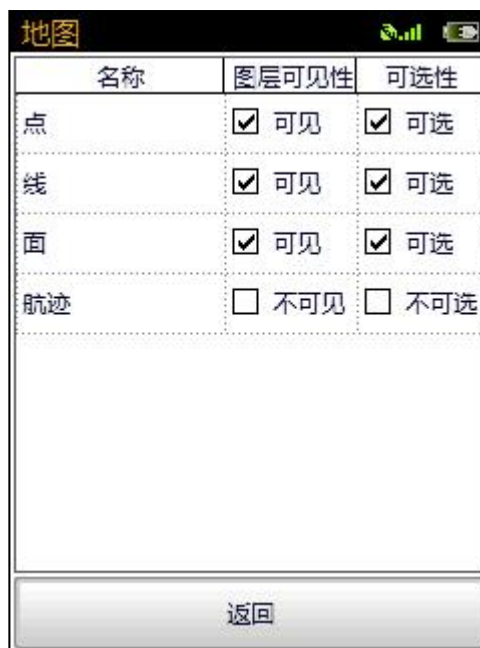 地图
名称 图层可见性 可选性
点 可见 可选
线 可见 可选
面 可见 可选
航迹 不可见 不可选
返回